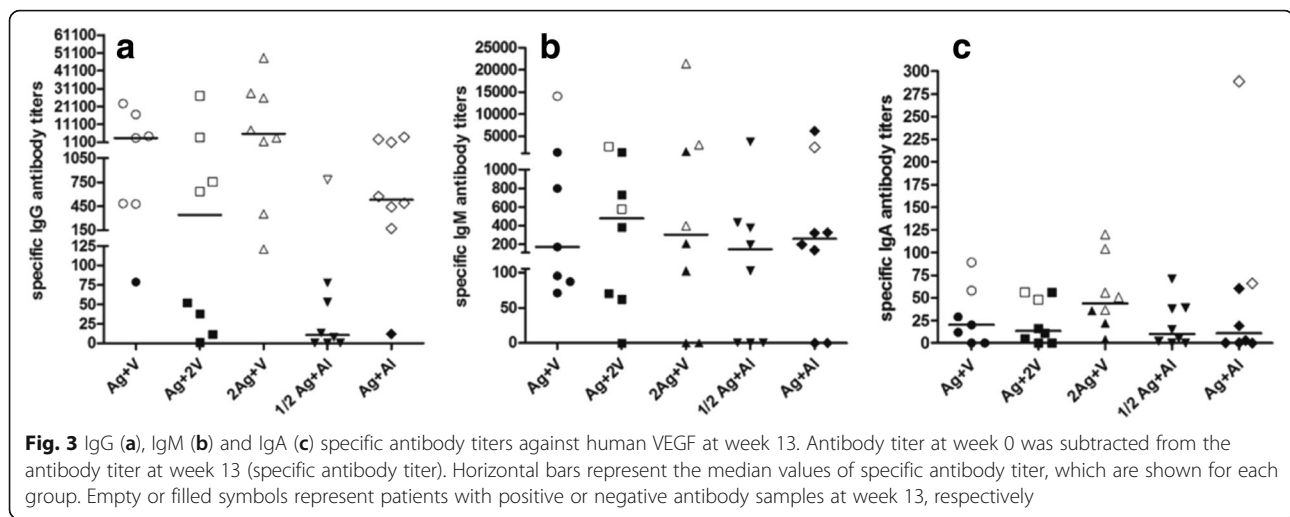 a
specific IgG antibody titers
61100
51100
41100
31100
21100
11100
1100
1050
750
450
150
125
100
75
50
25
0
Ag+V
Ag+2V
2Ag+V
1/2 Ag+Al
Ag+Al
b
specific IgM antibody titers
25000
20000
15000
10000
5000
1000
800
600
400
200
100
50
0
Ag+V
Ag+2V
2Ag+V
1/2 Ag+Al
Ag+Al
c
specific IgA antibody titers
300
275
250
225
200
175
150
125
100
75
50
25
0
Ag+V
Ag+2V
2Ag+V
1/2 Ag+Al
Ag+Al
Fig. 3 IgG (a), IgM (b) and IgA (c) specific antibody titers against human VEGF at week 13. Antibody titer at week 0 was subtracted from the
antibody titer at week 13 (specific antibody titer). Horizontal bars represent the median values of specific antibody titer, which are shown for each
group. Empty or filled symbols represent patients with positive or negative antibody samples at week 13, respectively